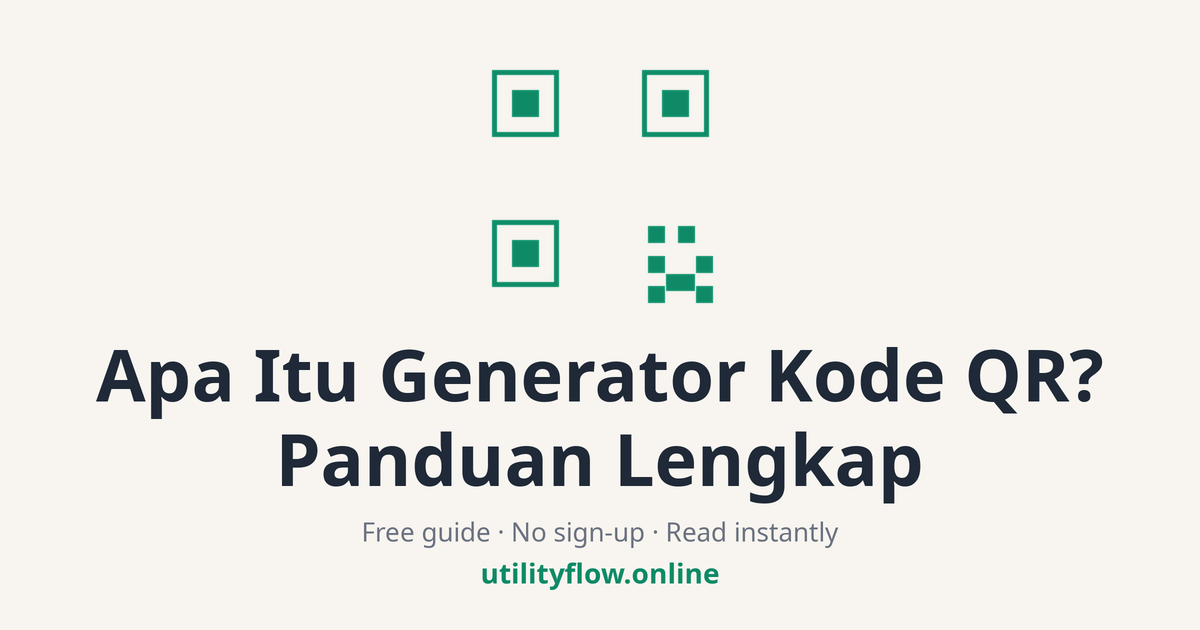 Apa Itu Generator Kode QR?
Panduan Lengkap
Free guide · No sign-up · Read instantly
utilityflow.online